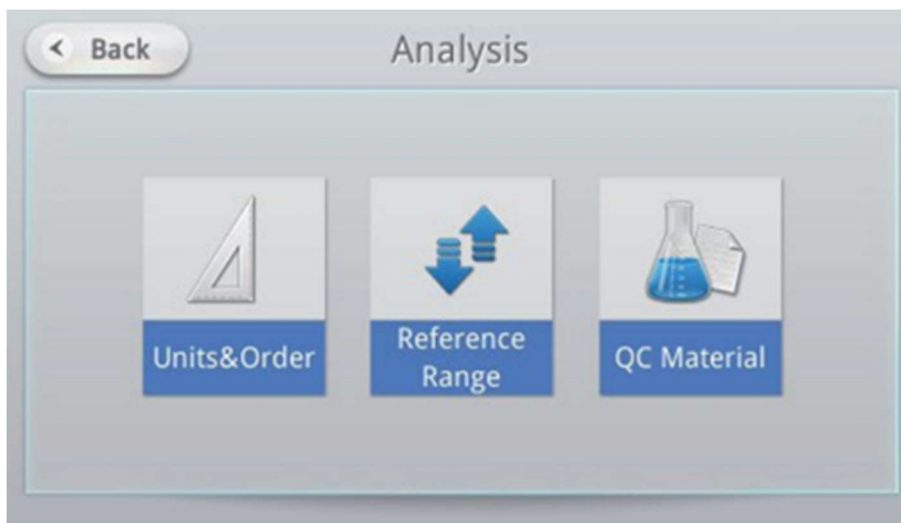 Back
Analysis
Units&Order
Reference
Range
QC Material